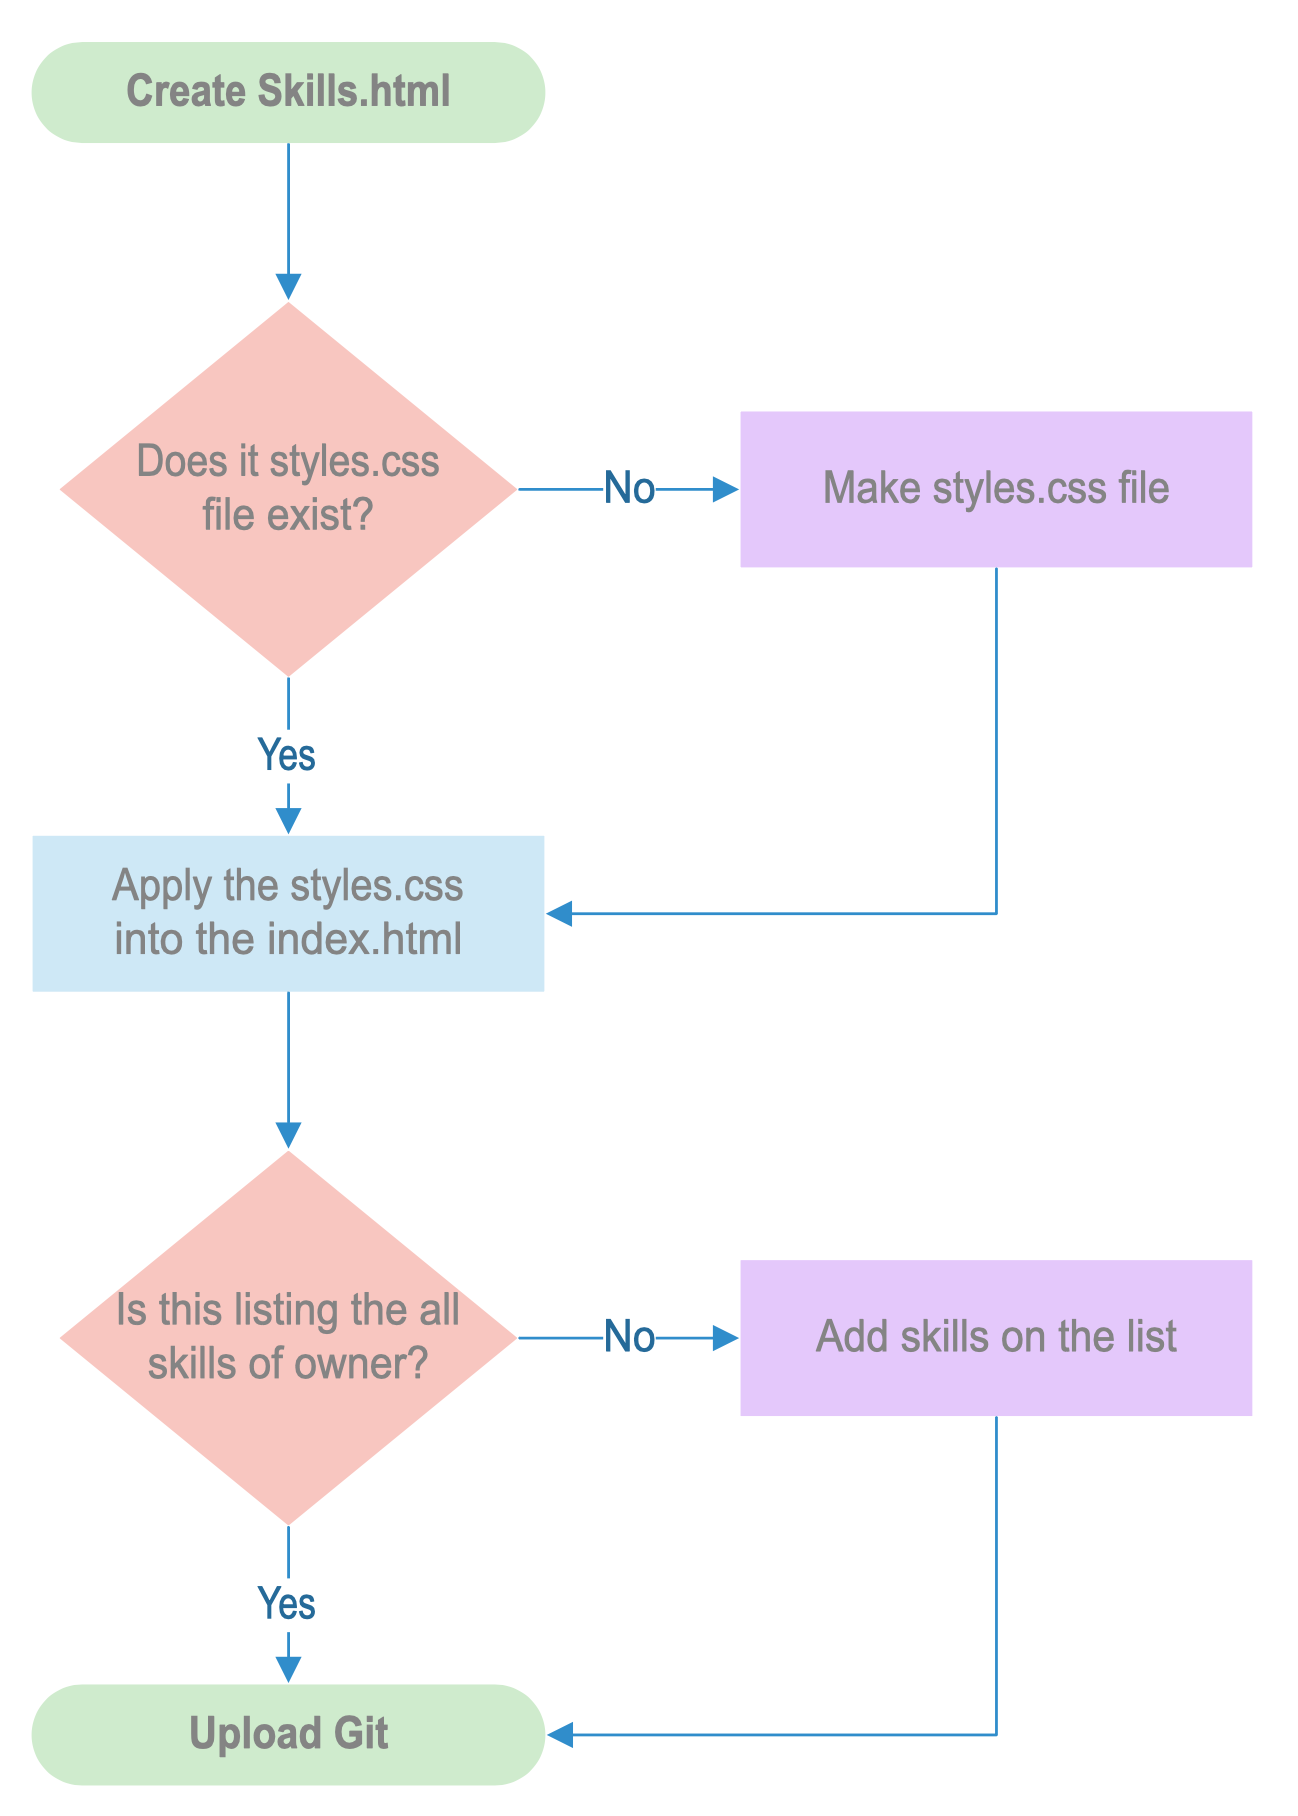 Create Skills.html
Does it styles.css
file exist?
No
Make styles.css file
Yes
Apply the styles.css
into the index.html
Is this listing the all
skills of owner?
No
Add skills on the list
Yes
Upload Git